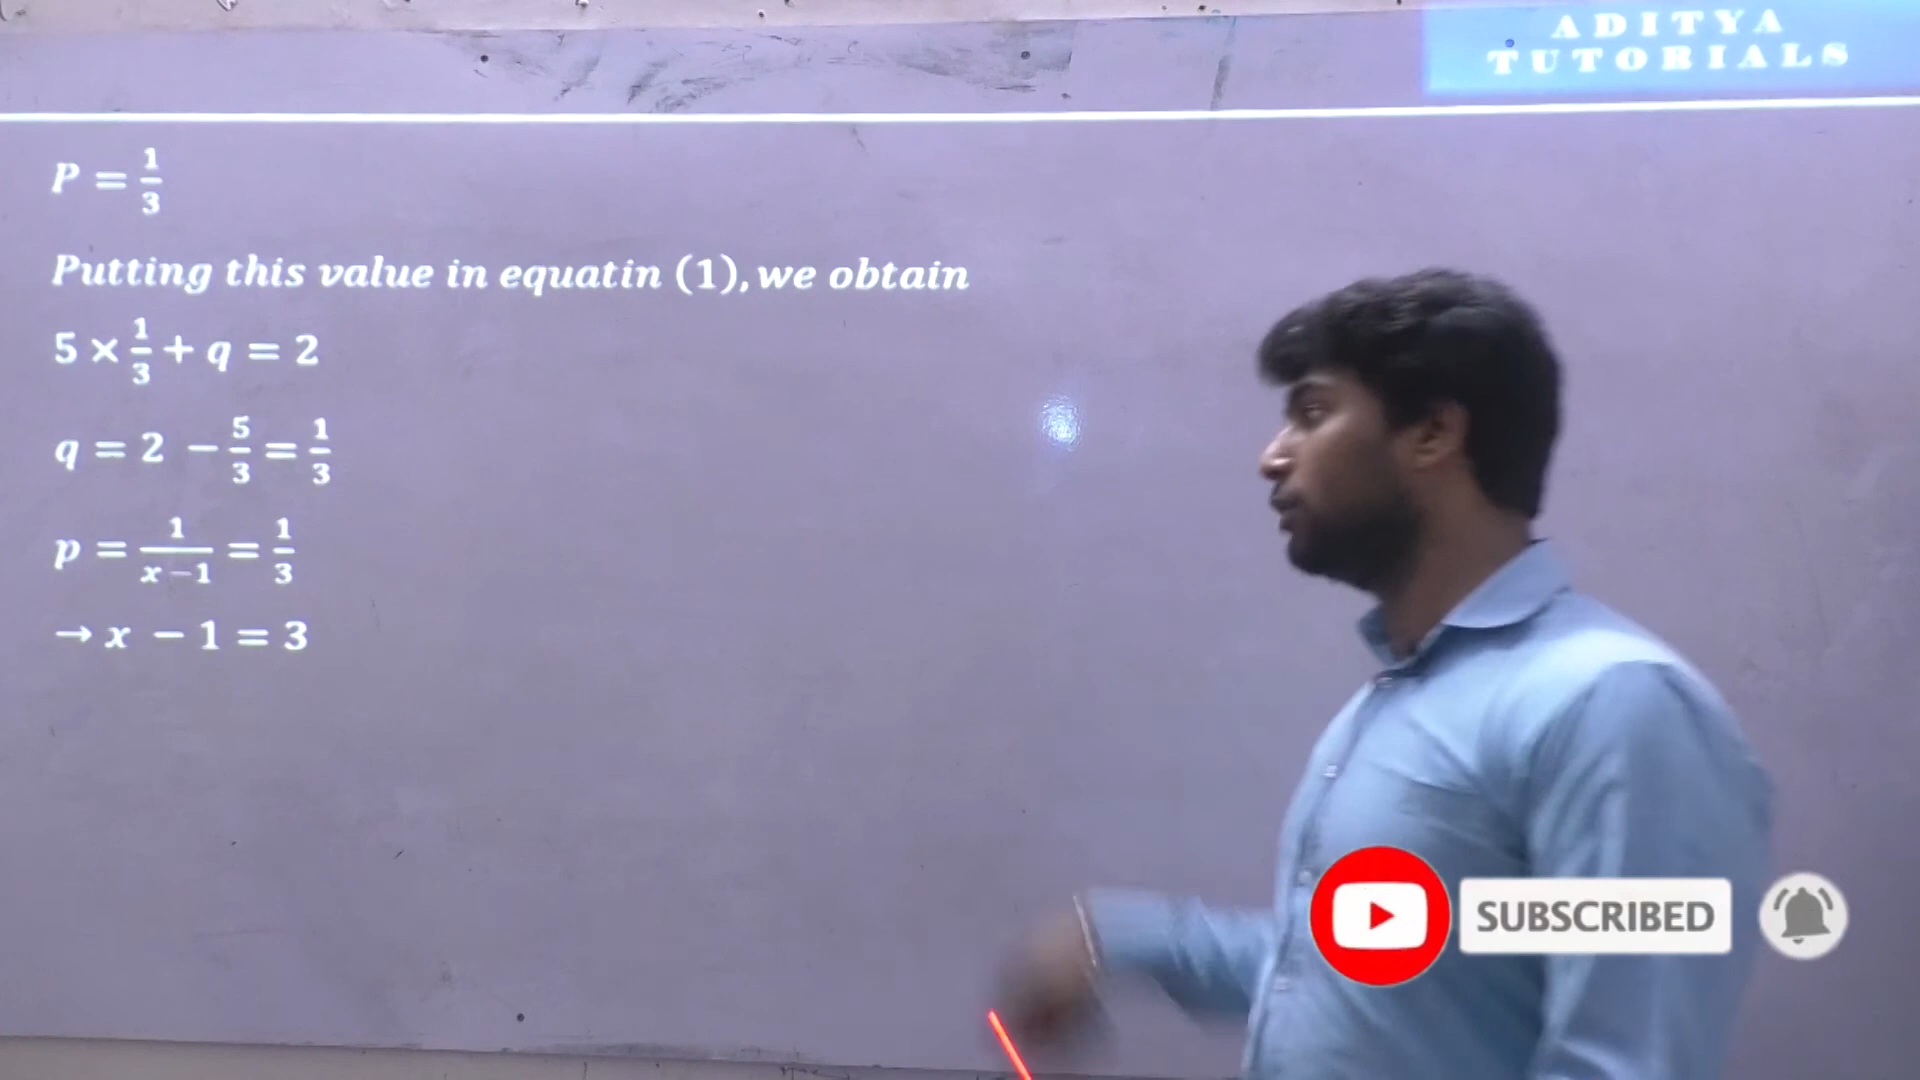 ADITYA
TUTORIALS
P = 1/3
Putting this value in equatin (1), we obtain
5 × 1/3 + q = 2
q = 2 − 5/3 = 1/3
p = 1/(x−1) = 1/3
→ x − 1 = 3
SUBSCRIBED